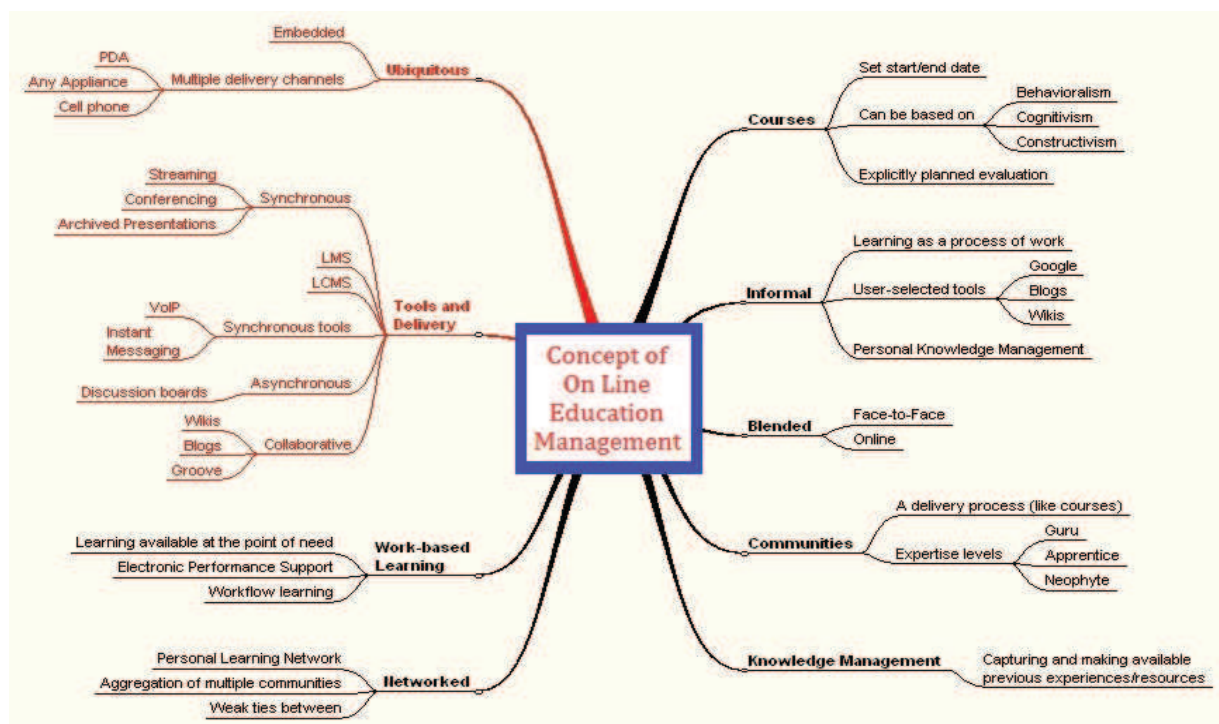 Embedded
PDA
Any Appliance
Cell phone
Multiple delivery channels
Ubiquitous
Streaming
Conferencing
Archived Presentations
Synchronous
LMS
LCMS
VoIP
Instant
Messaging
Synchronous tools
Discussion boards
Asynchronous
Wikis
Blogs
Groove
Collaborative
Tools and
Delivery
Learning available at the point of need
Electronic Performance Support
Workflow learning
Work-based
Learning
Personal Learning Network
Aggregation of multiple communities
Weak ties between
Networked
Concept of
On Line
Education
Management
Courses
Set start/end date
Can be based on
Behavioralism
Cognitivism
Constructivism
Explicitly planned evaluation
Informal
Learning as a process of work
User-selected tools
Google
Blogs
Wikis
Personal Knowledge Management
Blended
Face-to-Face
Online
Communities
A delivery process (like courses)
Expertise levels
Guru
Apprentice
Neophyte
Knowledge Management
Capturing and making available
previous experiences/resources